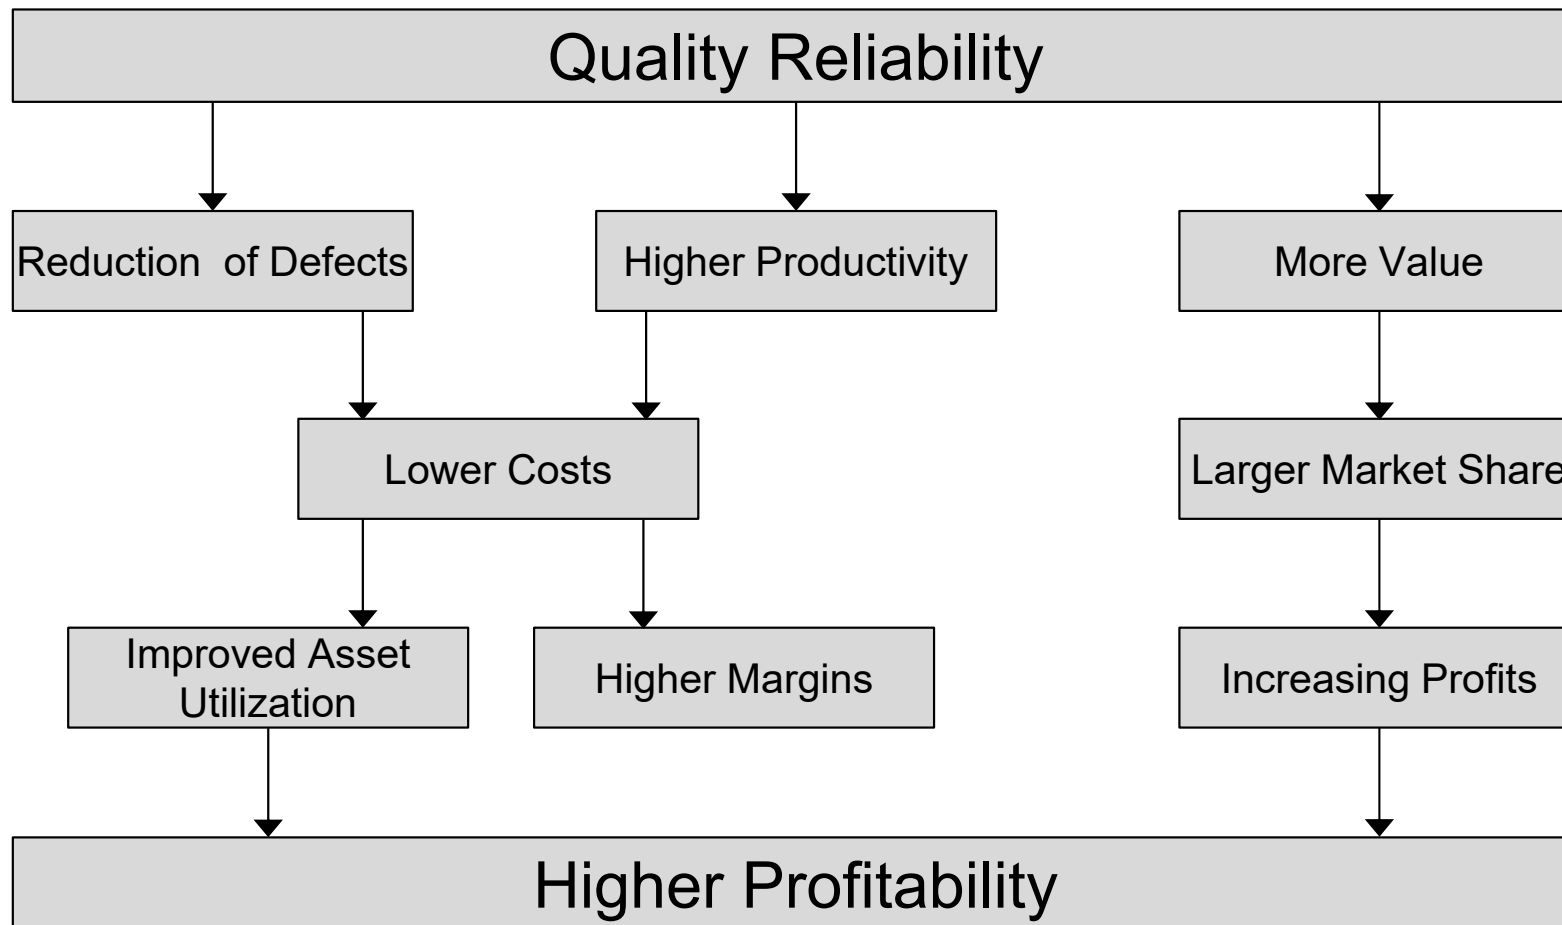 Quality Reliability
Reduction of Defects
Higher Productivity
More Value
Lower Costs
Larger Market Share
Improved Asset
Utilization
Higher Margins
Increasing Profits
Higher Profitability